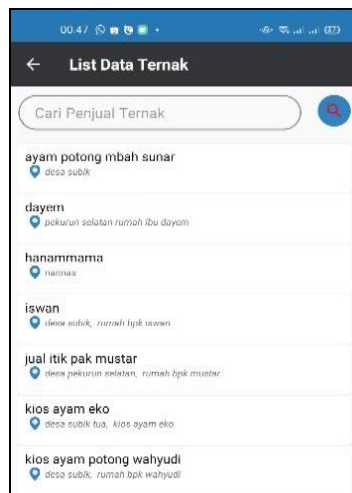 00.47
List Data Ternak
Cari Penjual Ternak
ayam potong mbah sunar
desa subik
dayem
pekurun selatan rumah ibu dayem
hanammama
iswan
desa subik, rumah bpk iswan
jual itik pak mustar
desa pekurun selatan, rumah bpk mustar
kios ayam eko
desa subik tua, kios ayam eko
kios ayam potong wahyudi
desa subik, rumah bpk wahyudi